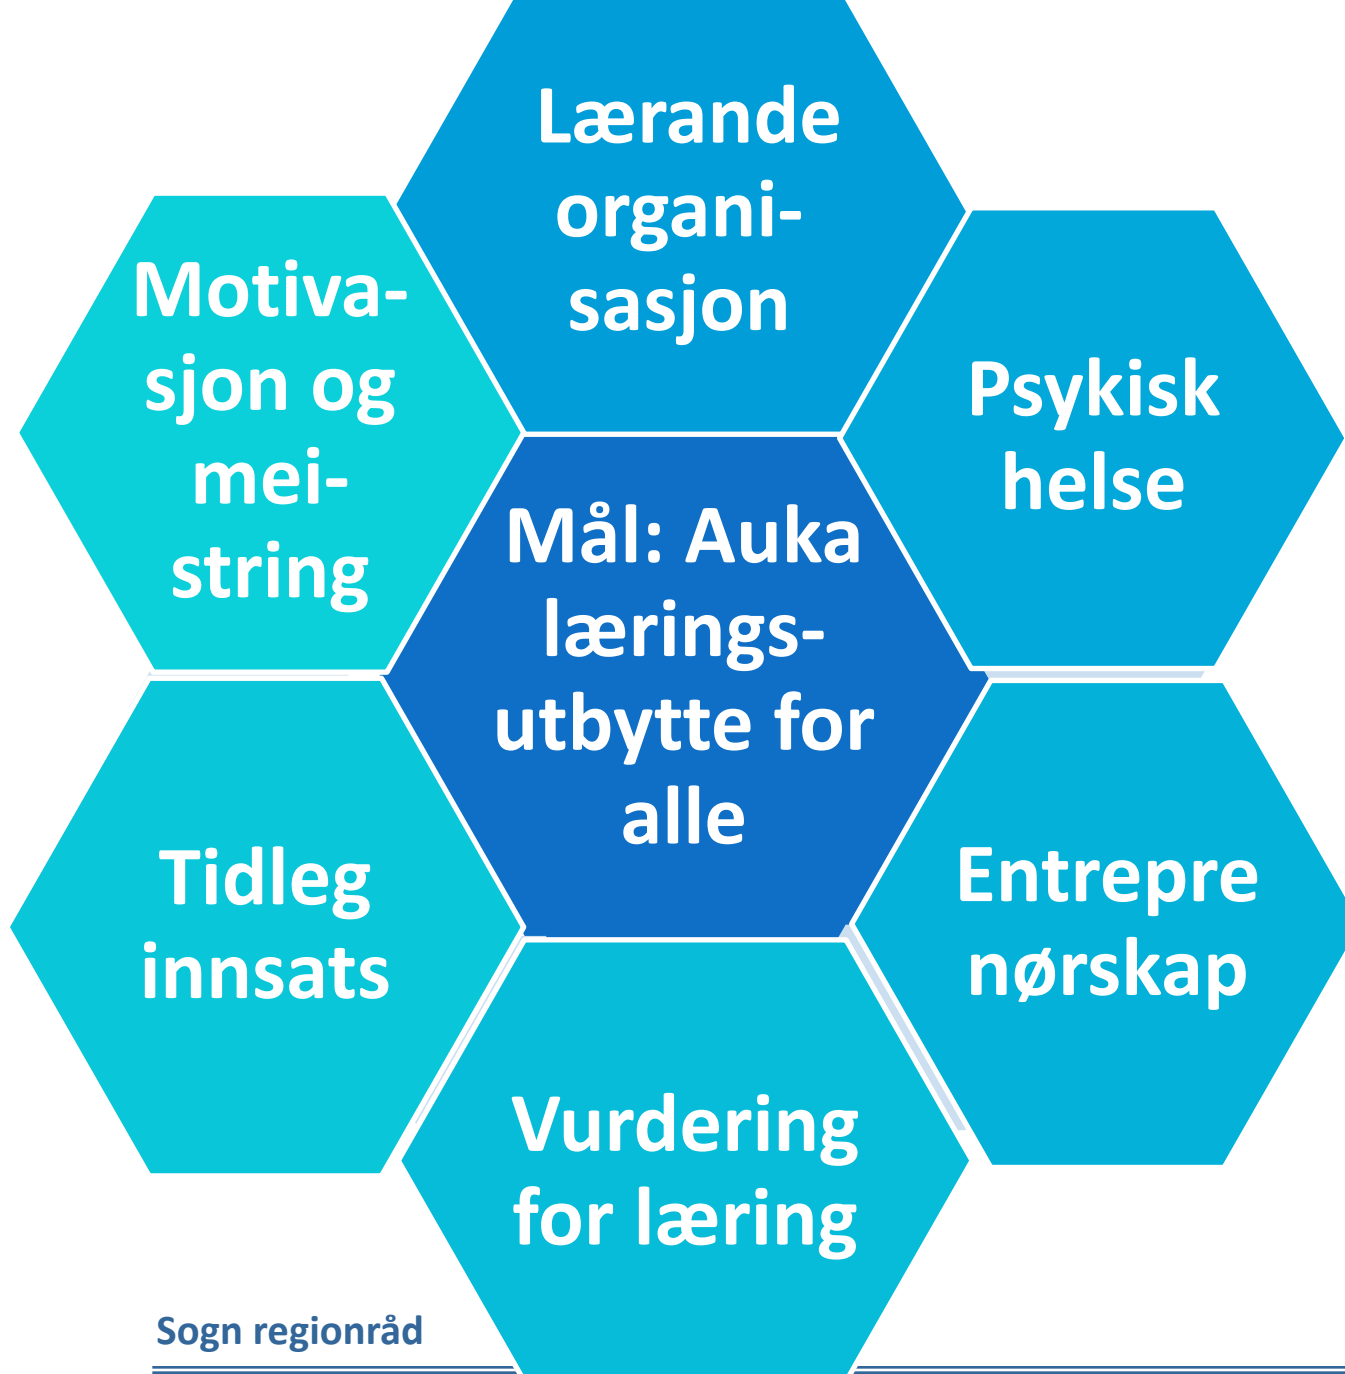 Lærande
organi-
sasjon
Motiva-
sjon og
mei-
string
Psykisk
helse
Mål: Auka
lærings-
utbytte for
alle
Tidleg
innsats
Entrepre
nørskap
Vurdering
for læring
Sogn regionråd